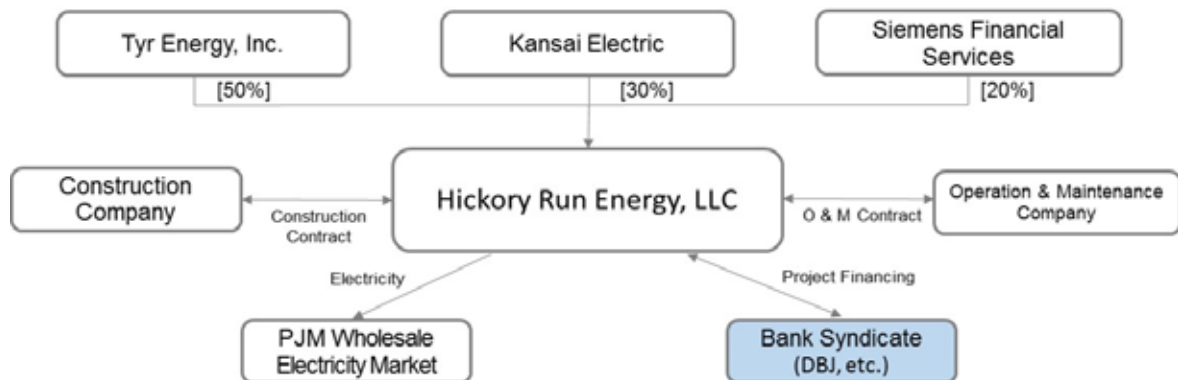 Tyr Energy, Inc.
Kansai Electric
Siemens Financial
Services
[50%]
[30%]
[20%]
Construction
Company
Construction
Contract
Hickory Run Energy, LLC
O & M Contract
Operation & Maintenance
Company
Electricity
Project Financing
PJM Wholesale
Electricity Market
Bank Syndicate
(DBJ, etc.)